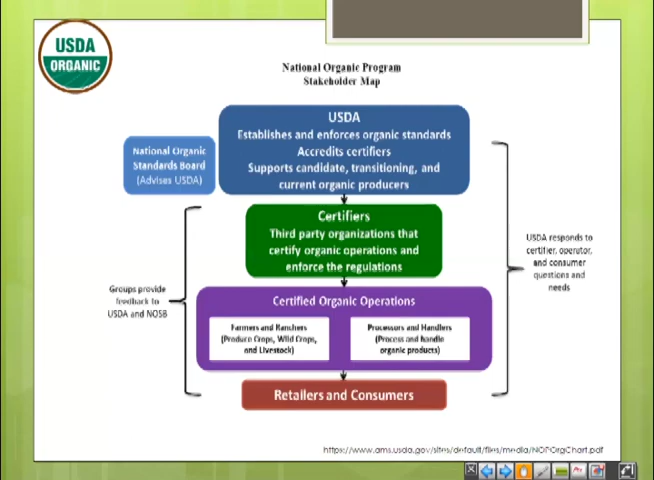 USDA
ORGANIC
National Organic Program
Stakeholder Map
USDA
Establishes and enforces organic standards
Accredits certifiers
Supports candidate, transitioning, and
current organic producers
National Organic
Standards Board
(Advises USDA)
Certifiers
Third party organizations that
certify organic operations and
enforce the regulations
USDA responds to
certifier, operator,
and consumer
questions and
needs
Groups provide
feedback to
USDA and NOSB
Certified Organic Operations
Farmers and Ranchers
(Produce Crops, Wild Crops,
and Livestock)
Processors and Handlers
(Process and handle
organic products)
Retailers and Consumers
https://www.ams.usda.gov/sites/default/files/media/NOPOrgChart.pdf